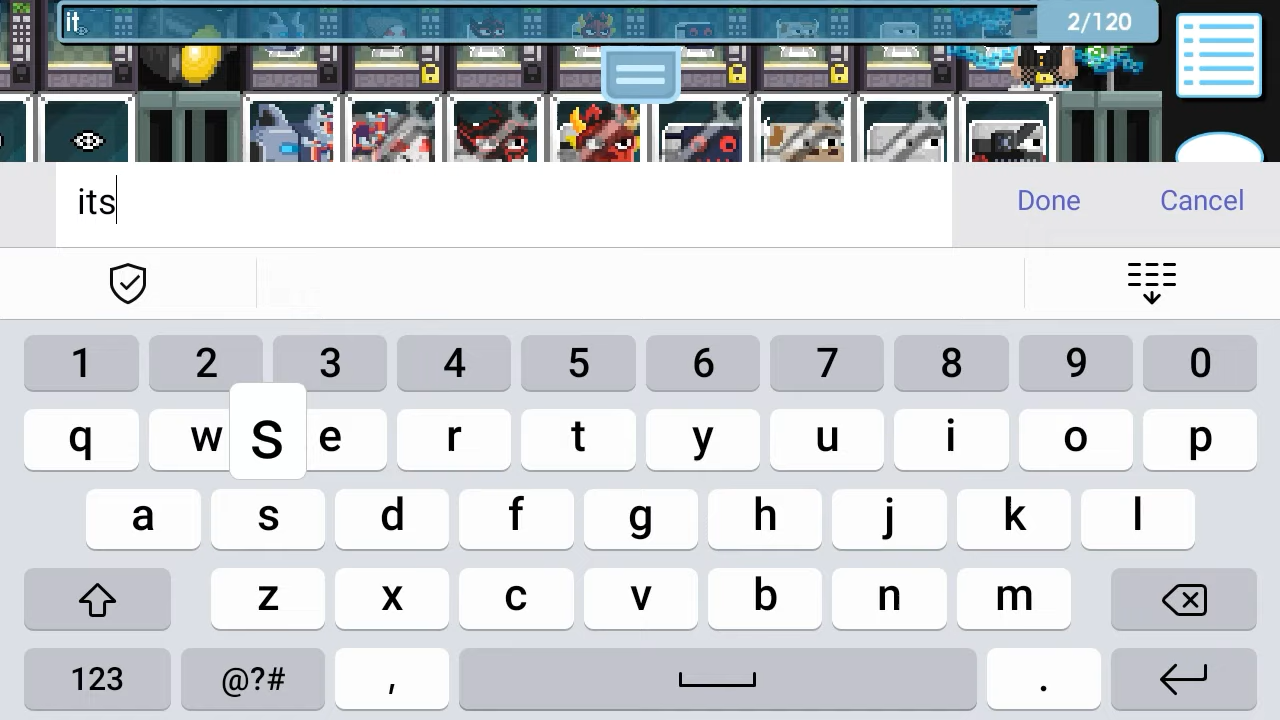 it
2/120
its
Done
Cancel
1 2 3 4 5 6 7 8 9 0
S
q w e r t y u i o p
a s d f g h j k l
z x c v b n m
123 @?# , .